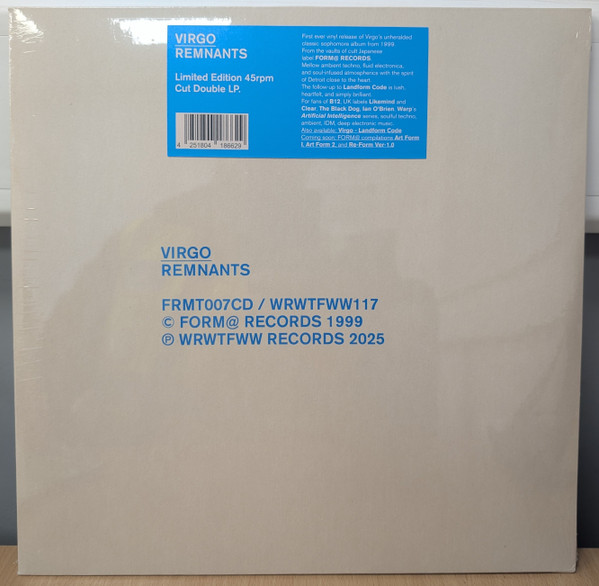 VIRGO
REMNANTS
Limited Edition 45rpm
Cut Double LP.
4 251804 186629
First ever vinyl release of Virgo's unheralded
classic sophomore album from 1999.
From the vaults of cult Japanese
label FORM@ RECORDS.
Mellow ambient techno, fluid electronica,
and soul-infused atmospherics with the spirit
of Detroit close to the heart.
The follow-up to Landform Code is lush,
heartfelt, and simply brilliant.
For fans of B12, UK labels Likemind and
Clear, The Black Dog, Ian O'Brien, Warp's
Artificial Intelligence series, soulful techno,
ambient, IDM, deep electronic music.
Also available: Virgo - Landform Code
Coming soon: FORM@ compilations Art Form
1, Art Form 2, and Re-Form Ver-1.0
VIRGO
REMNANTS
FRMT007CD / WRWTFWW117
© FORM@ RECORDS 1999
℗ WRWTFWW RECORDS 2025